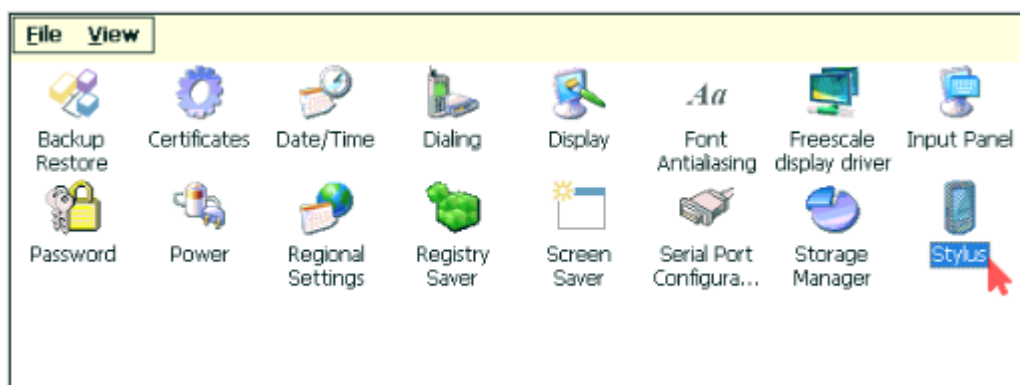 File View
Backup Restore
Certificates
Date/Time
Dialing
Display
Aa
Font Antialiasing
Freescale display driver
Input Panel
Password
Power
Regional Settings
Registry Saver
Screen Saver
Serial Port Configura...
Storage Manager
Stylus